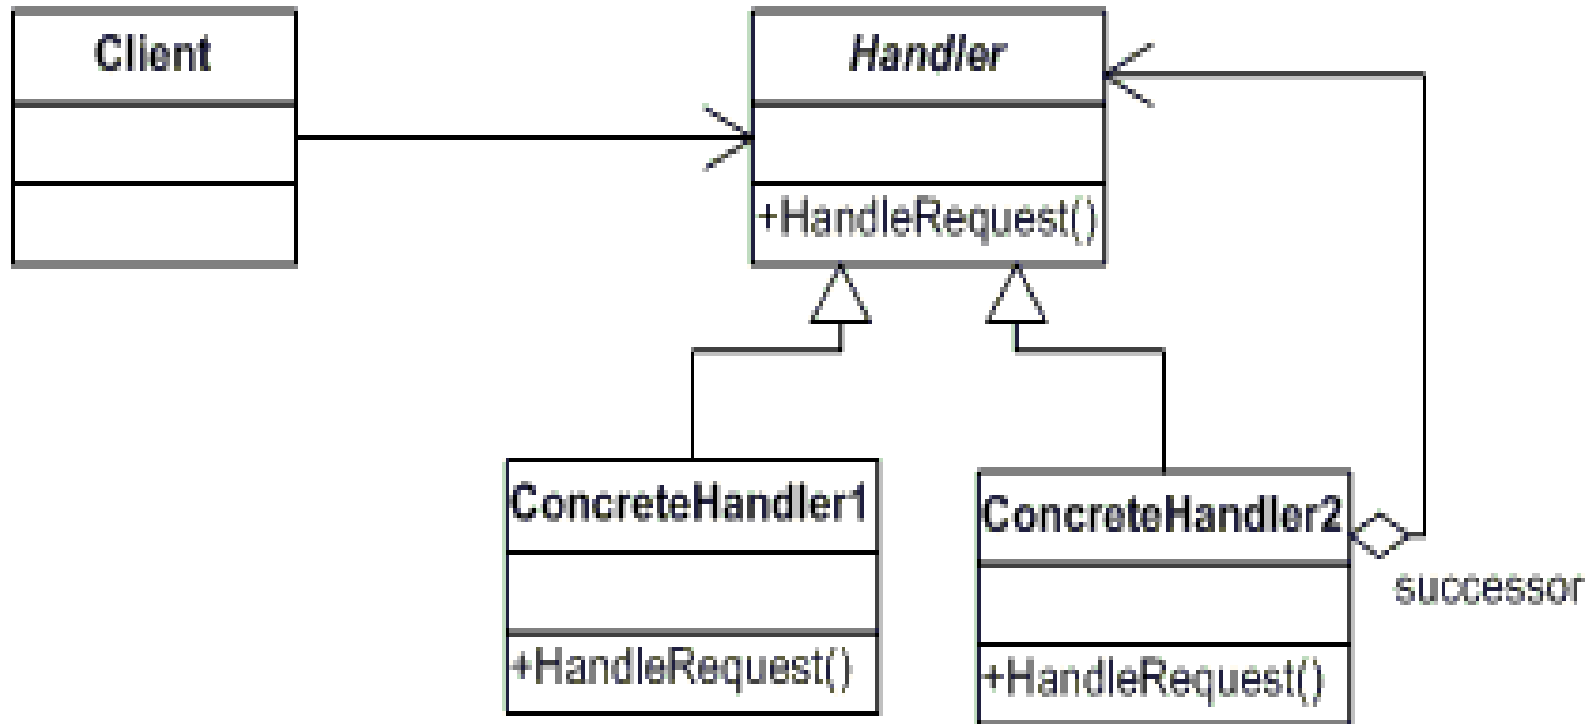 Client
Handler
+HandleRequest()
ConcreteHandler1
+HandleRequest()
ConcreteHandler2
successor
+HandleRequest()